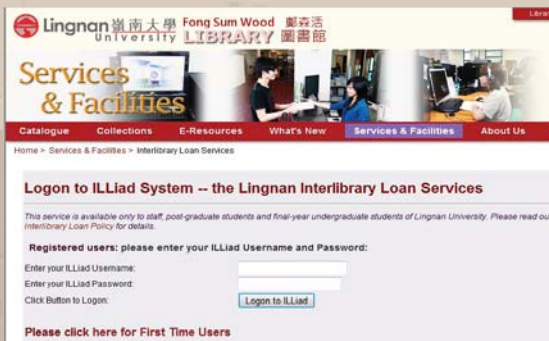 Librar
Lingnan 嶺南大學 Fong Sum Wood 鄺森活
University LIBRARY 圖書館
Services
& Facilities
Catalogue Collections E-Resources What's New Services & Facilities About Us
Home > Services & Facilities > Interlibrary Loan Services
Logon to ILLiad System -- the Lingnan Interlibrary Loan Services
This service is available only to staff, post-graduate students and final-year undergraduate students of Lingnan University. Please read ou
Interlibrary Loan Policy for details.
Registered users: please enter your ILLiad Username and Password:
Enter your ILLiad Username:
Enter your ILLiad Password:
Click Button to Logon: Logon to ILLiad
Please click here for First Time Users